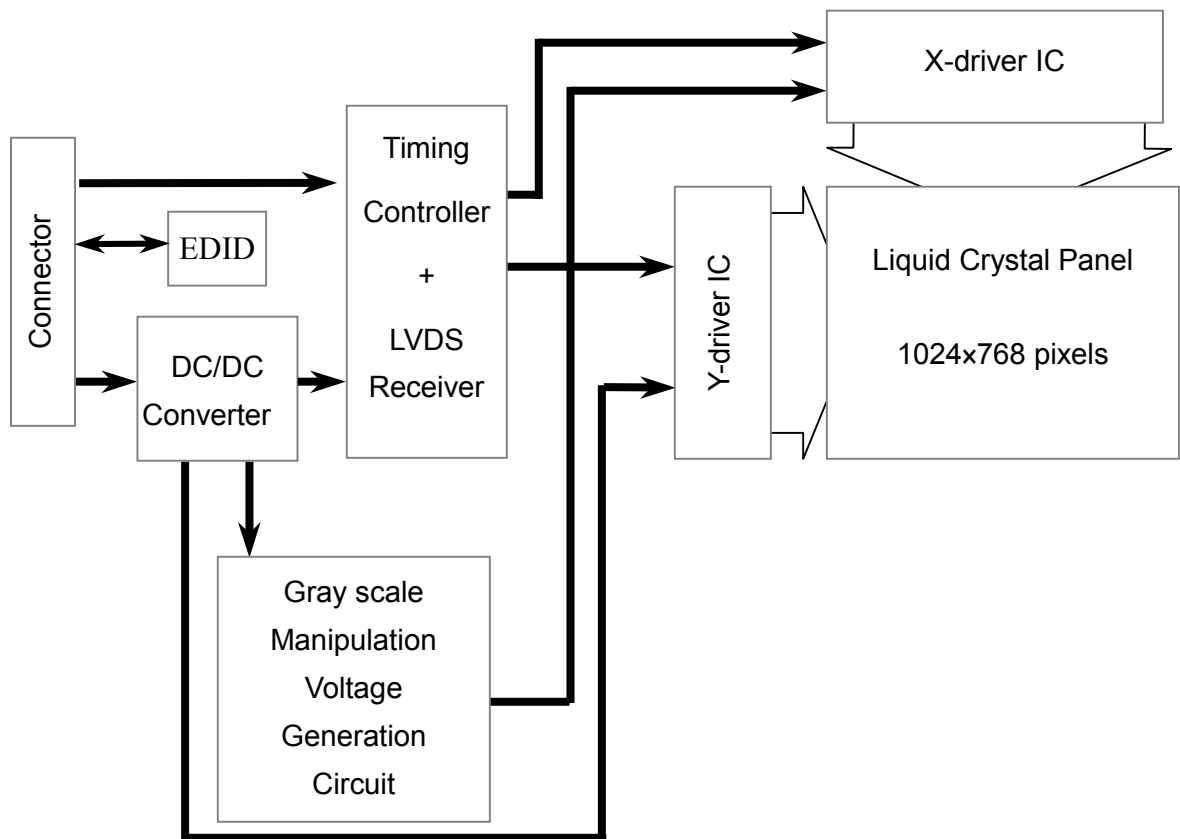 Connector
EDID
DC/DC
Converter
Timing
Controller
+
LVDS
Receiver
Gray scale
Manipulation
Voltage
Generation
Circuit
X-driver IC
Y-driver IC
Liquid Crystal Panel
1024×768 pixels